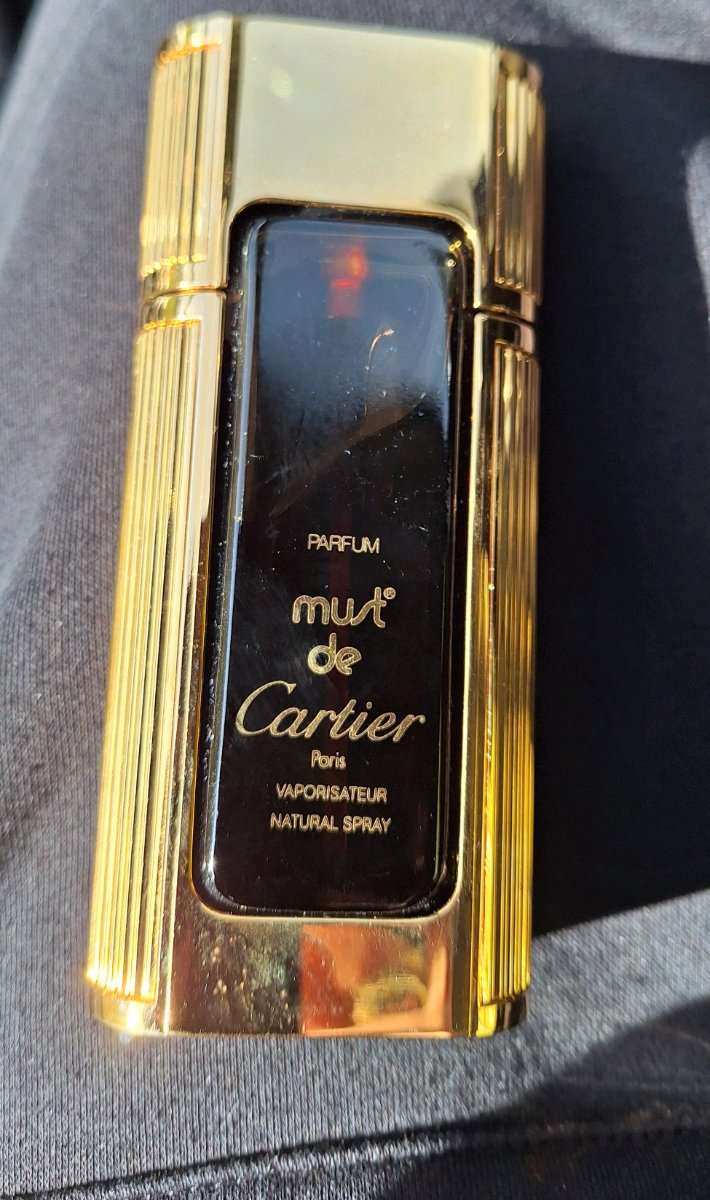 PARFUM
must®
de
Cartier
Paris
VAPORISATEUR
NATURAL SPRAY